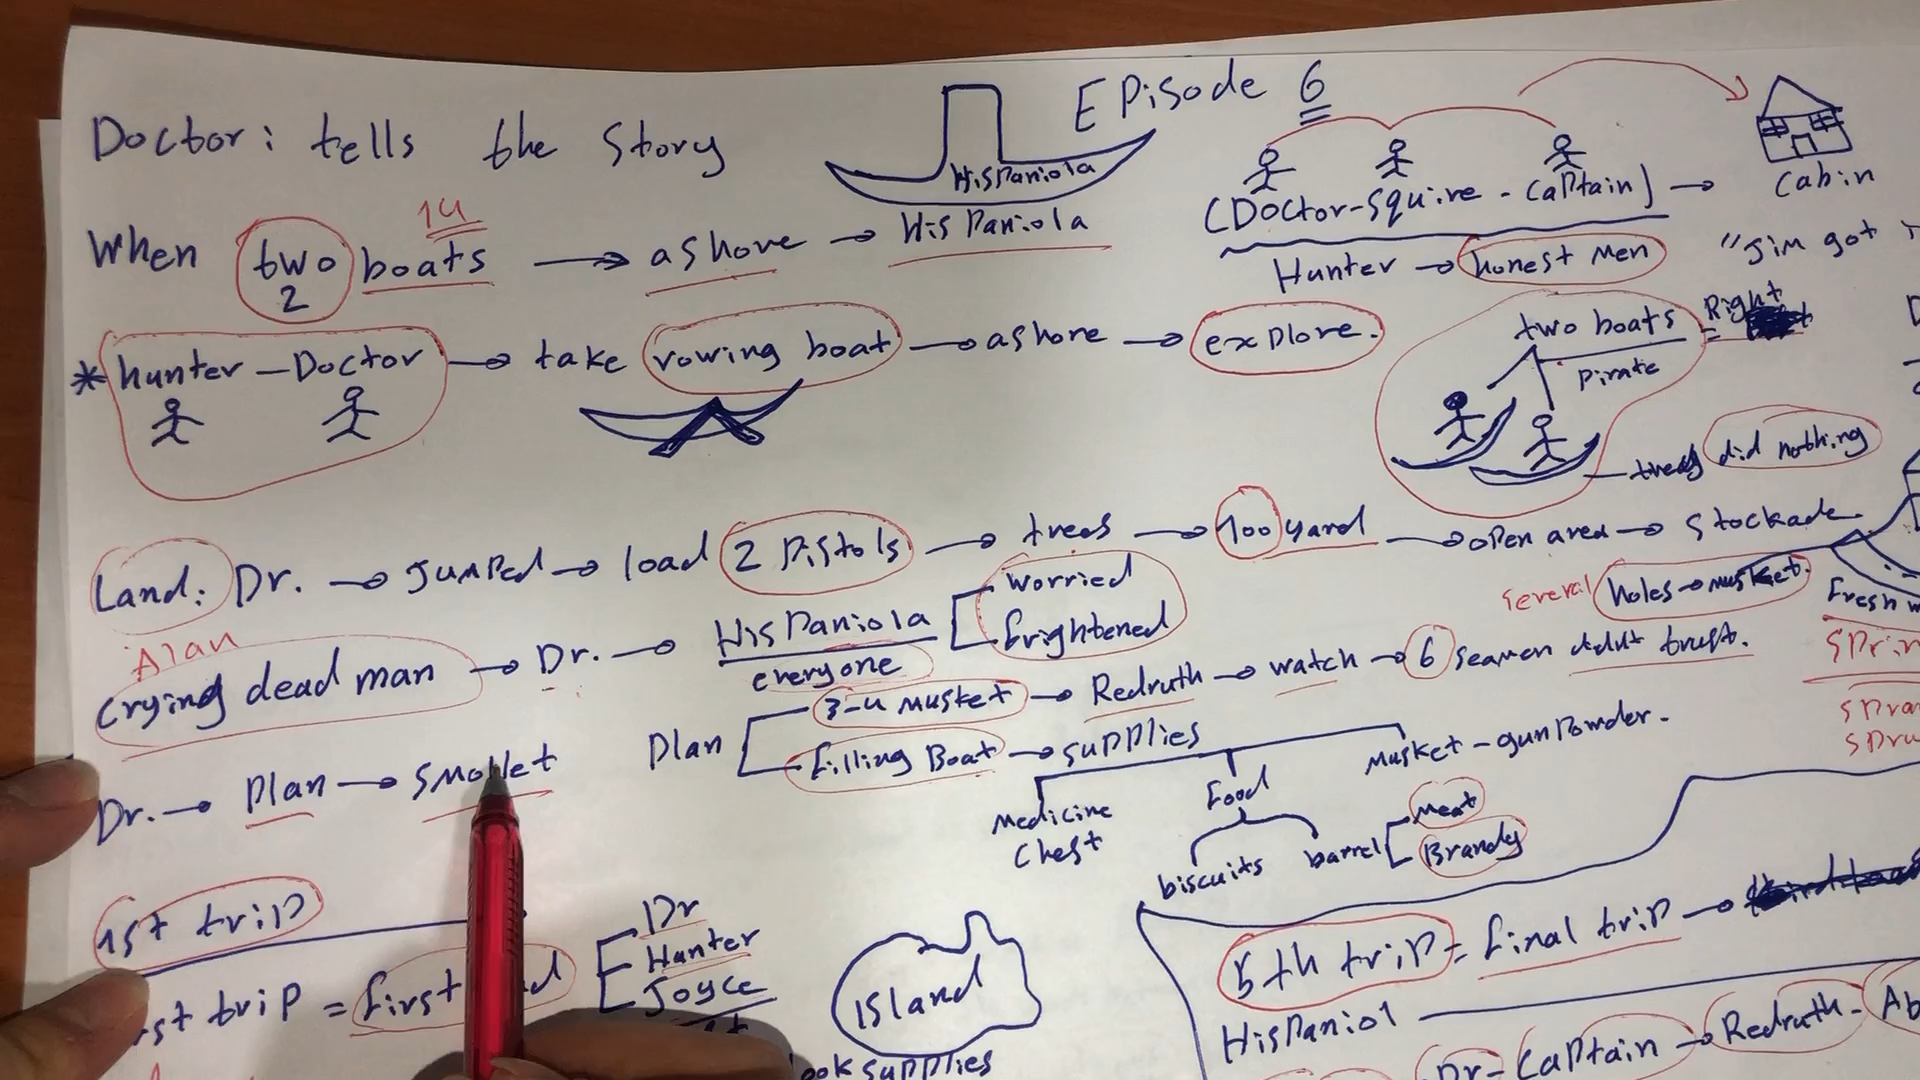 Episode 6
Doctor: tells the Story
Hispaniola
(Doctor-squire-captain) → Cabin
14
When two boats → ashore → Hispaniola
2
Hunter → honest men
"Jim got
* hunter - Doctor → take rowing boat → ashore → explore.
two boats = Right
Pirate
they did nothing
Land: Dr. → Jumped → load 2 Pistols → trees → 100 yard → open area → stockade
several holes → musket.
Fresh
Alan
crying dead man → Dr. → Hispaniola
everyone
worried
frightened
Dr. → Plan → Smollet
Plan
3-4 musket → Redruth → watch → 6 seamen didn't trust.
filling Boat → supplies
medicine chest
Food
musket - gunpowder.
biscuits
barrel
meat
Brandy
1st trip
trip = first
Dr
Hunter
Joyce
Island
supplies
5th trip = final trip →
Hispaniol
Dr-Captain → Redruth - Ab